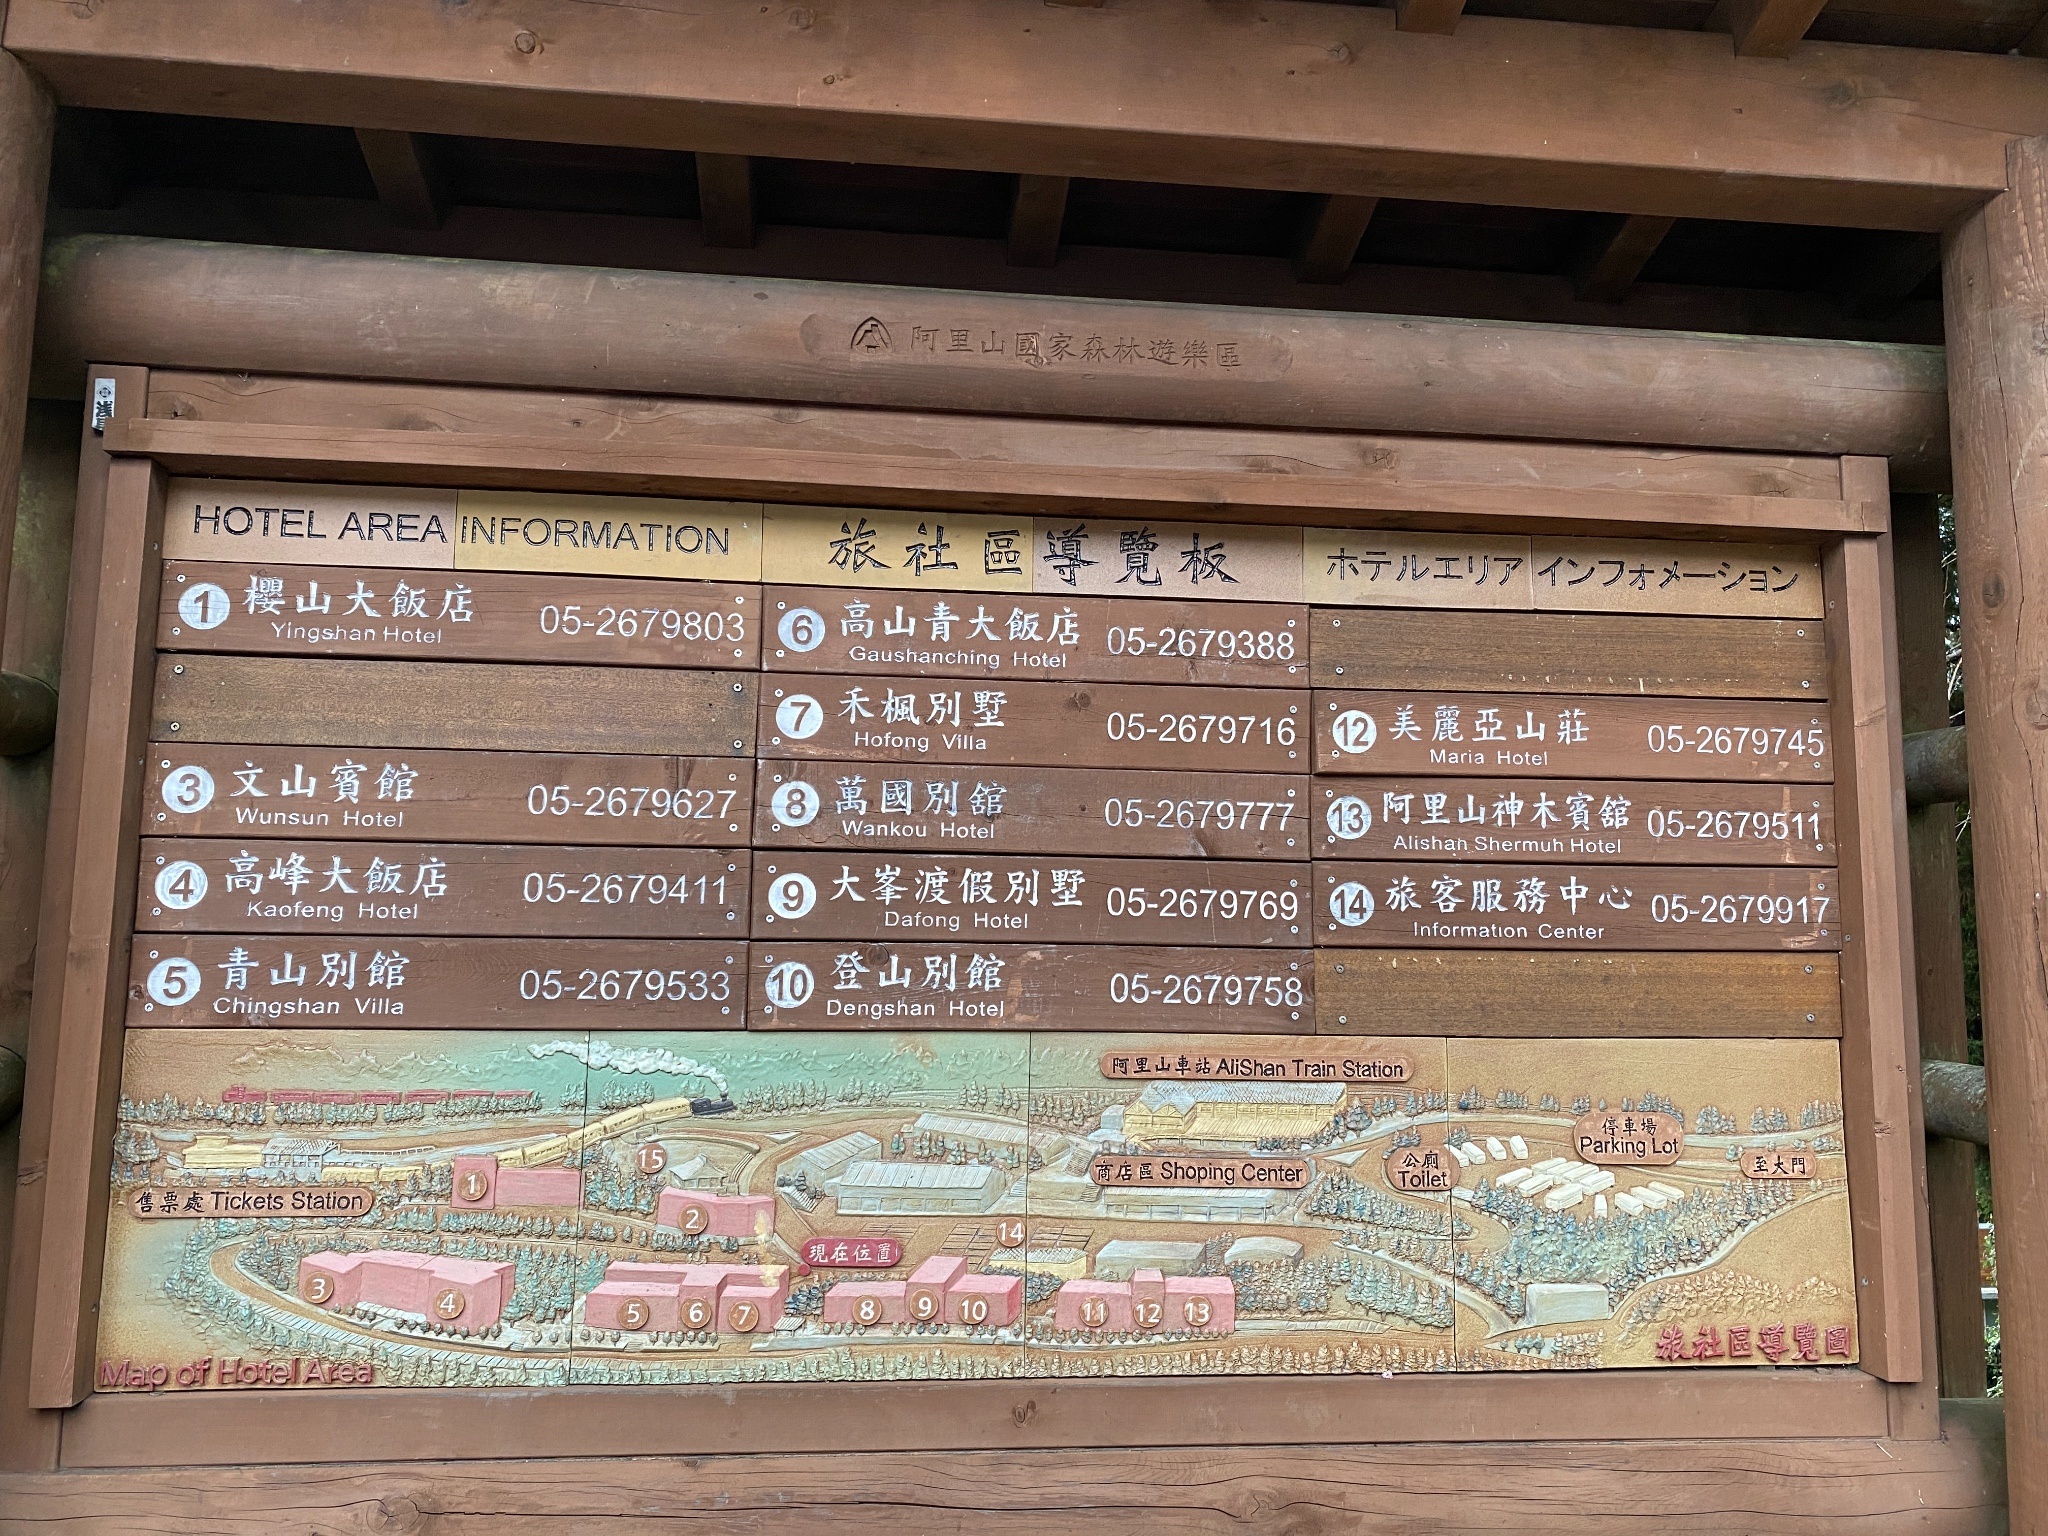 阿里山國家森林遊樂區
HOTEL AREA INFORMATION
旅社區導覽板
ホテルエリア インフォメーション
1 櫻山大飯店 05-2679803
Yingshan Hotel
3 文山賓館 05-2679627
Wunsun Hotel
4 高峰大飯店 05-2679411
Kaofeng Hotel
5 青山別館 05-2679533
Chingshan Villa
6 高山青大飯店 05-2679388
Gaushanching Hotel
7 禾楓別墅 05-2679716
Hofong Villa
8 萬國別舘 05-2679777
Wankou Hotel
9 大峯渡假別墅 05-2679769
Dafong Hotel
10 登山別館 05-2679758
Dengshan Hotel
12 美麗亞山莊 05-2679745
Maria Hotel
13 阿里山神木賓舘 05-2679511
Alishan Shermuh Hotel
14 旅客服務中心 05-2679917
Information Center
阿里山車站 AliShan Train Station
停車場
Parking Lot
公廁
Toilet
至大門
商店區 Shoping Center
15
1
售票處 Tickets Station
2
14
現在位置
3
4
5
6
7
8
9
10
11
12
13
Map of Hotel Area
旅社區導覽圖